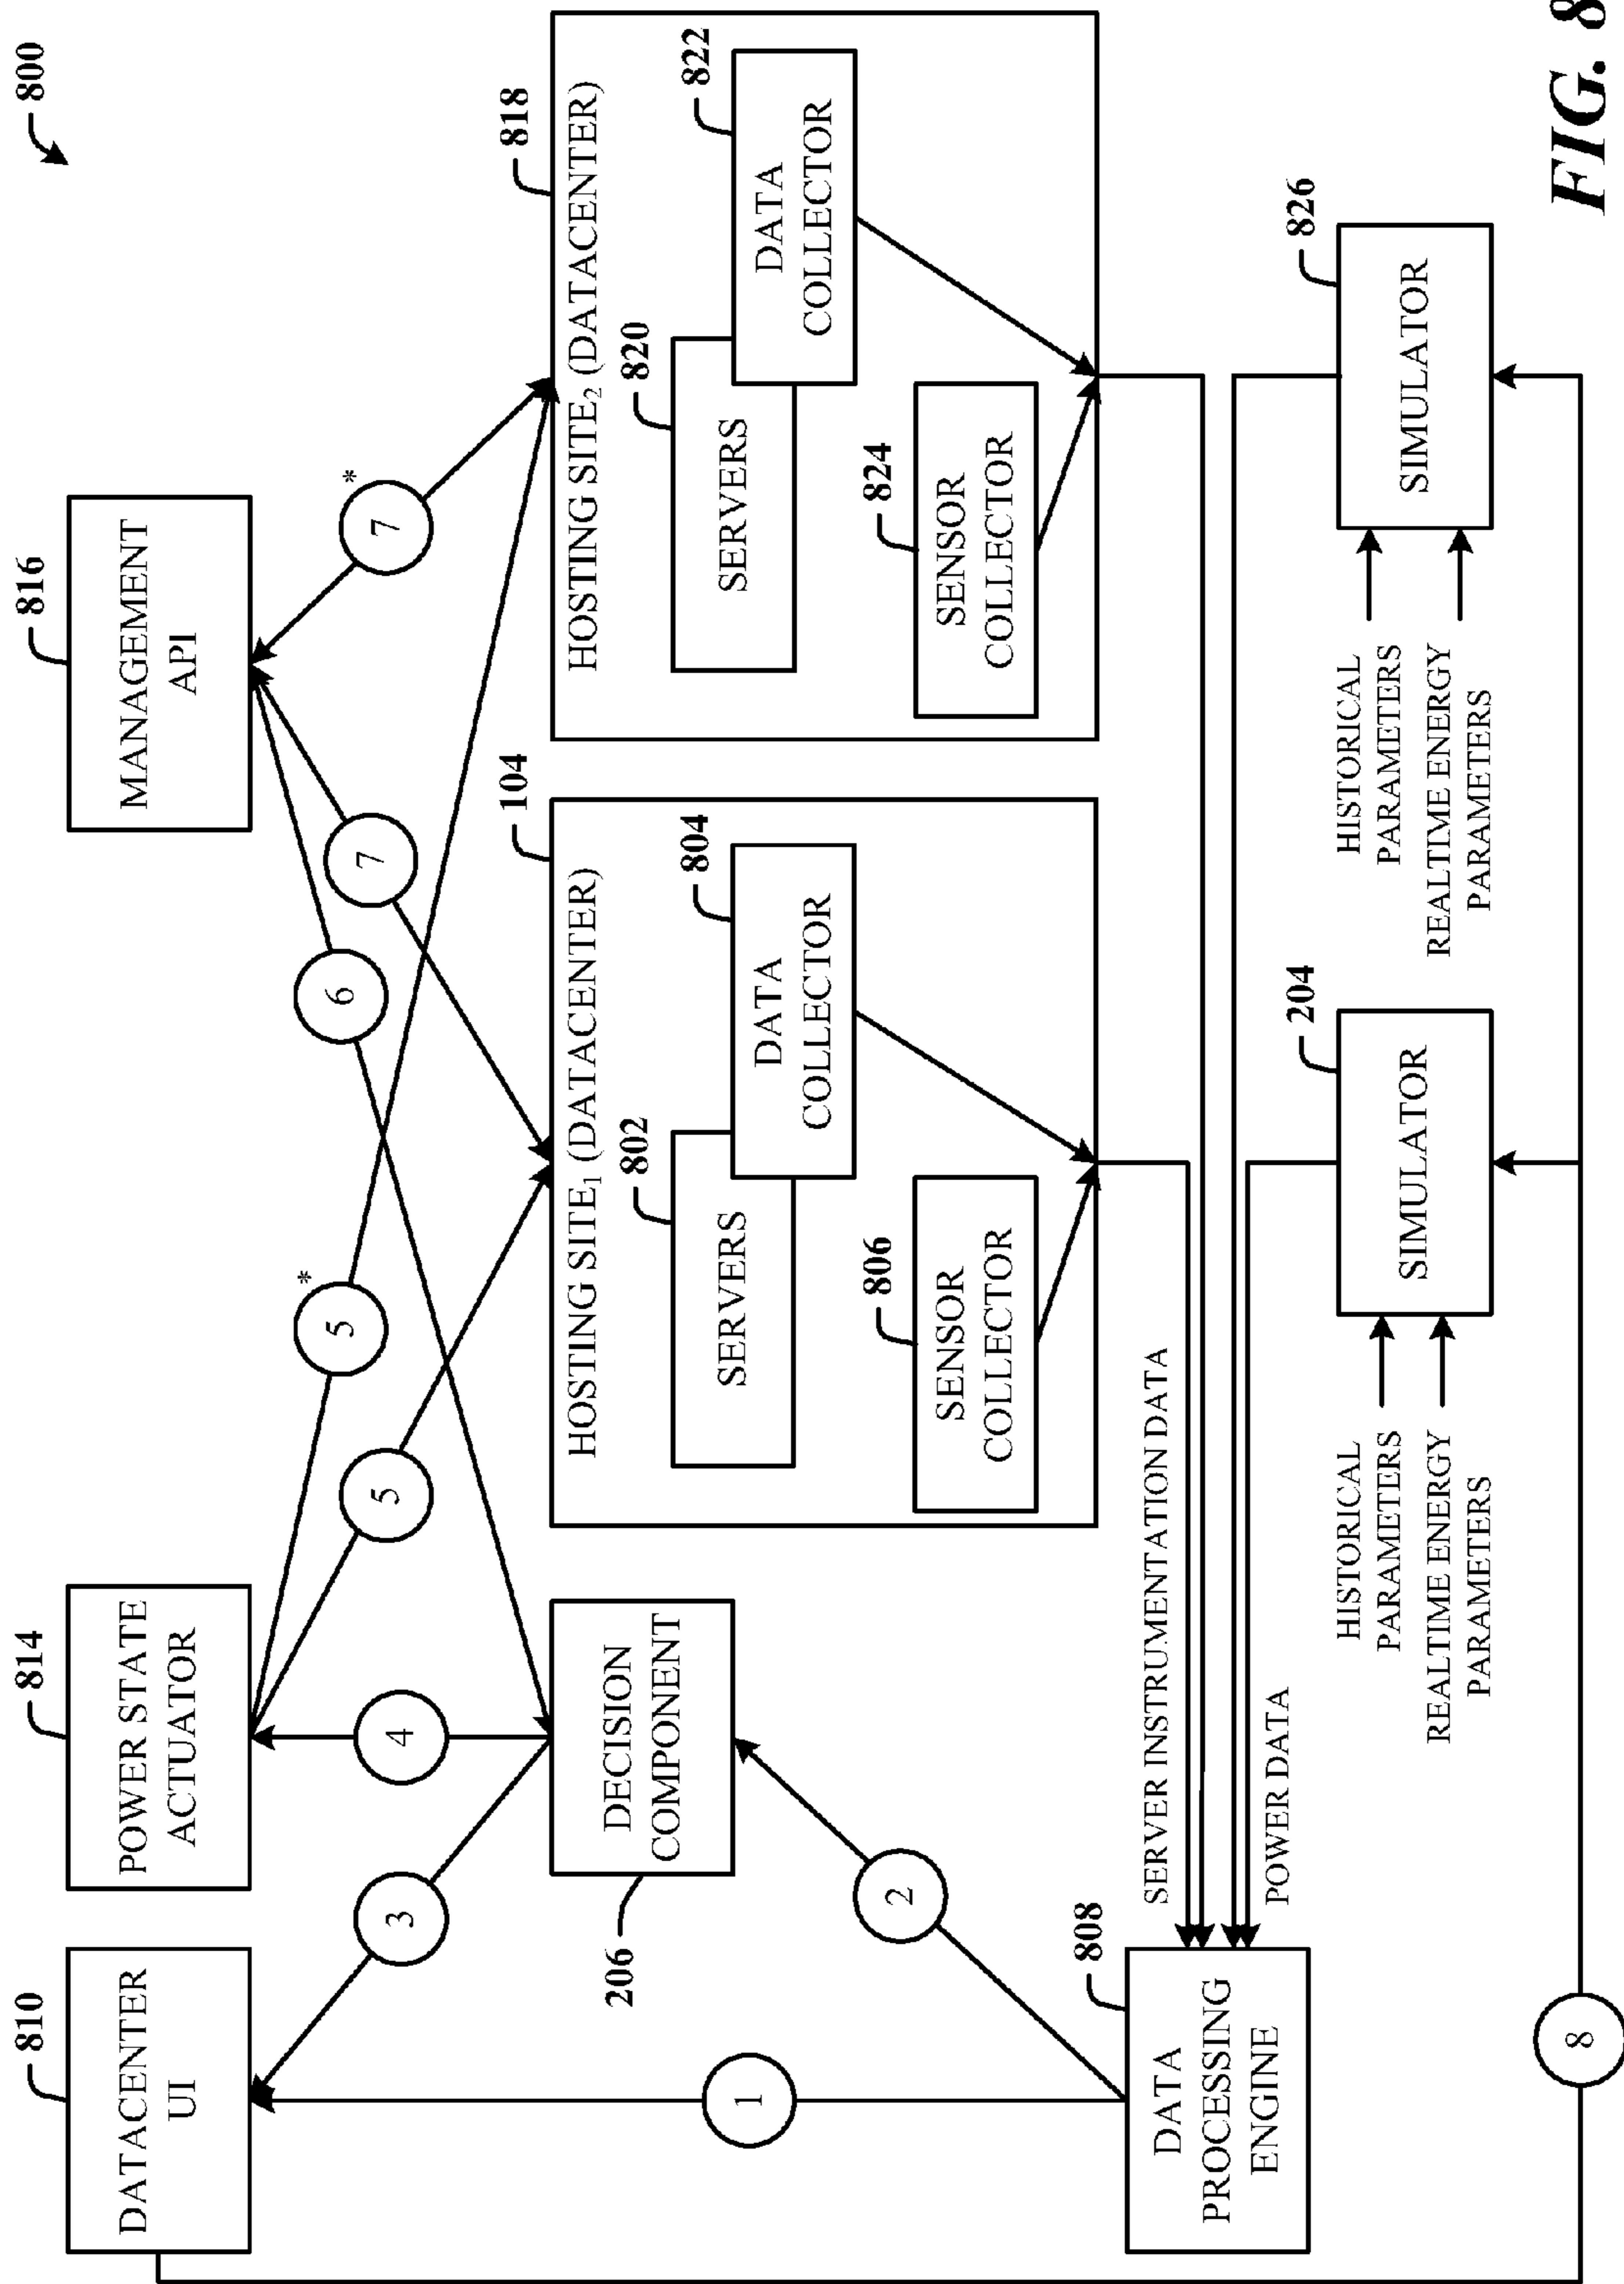 800
810
DATACENTER
UI
814
POWER STATE
ACTUATOR
816
MANAGEMENT
API
3
4
5
5
*
6
7
7
*
206
DECISION
COMPONENT
104
HOSTING SITE1 (DATACENTER)
802
SERVERS
804
DATA
COLLECTOR
806
SENSOR
COLLECTOR
818
HOSTING SITE2 (DATACENTER)
820
SERVERS
822
DATA
COLLECTOR
824
SENSOR
COLLECTOR
1
2
808
DATA
PROCESSING
ENGINE
SERVER INSTRUMENTATION DATA
POWER DATA
HISTORICAL
PARAMETERS
REALTIME ENERGY
PARAMETERS
204
SIMULATOR
HISTORICAL
PARAMETERS
REALTIME ENERGY
PARAMETERS
826
SIMULATOR
8
FIG. 8